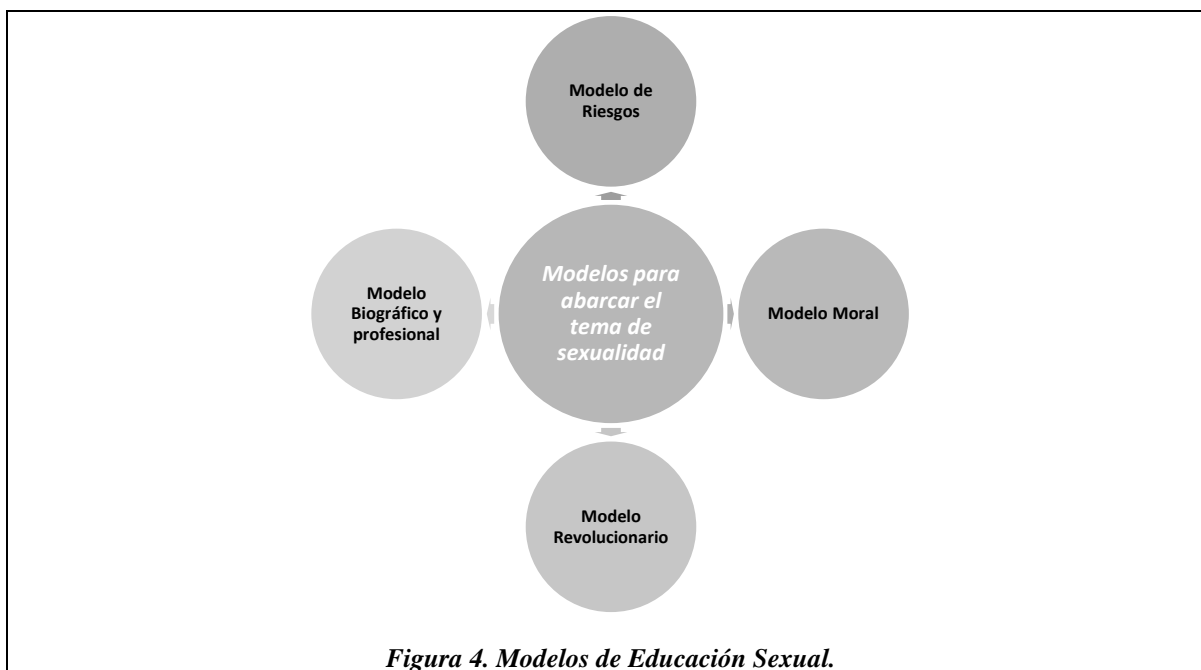 Modelo de
Riesgos
Modelos para
abarcar el
tema de
sexualidad
Modelo
Biográfico y
profesional
Modelo Moral
Modelo
Revolucionario
Figura 4. Modelos de Educación Sexual.